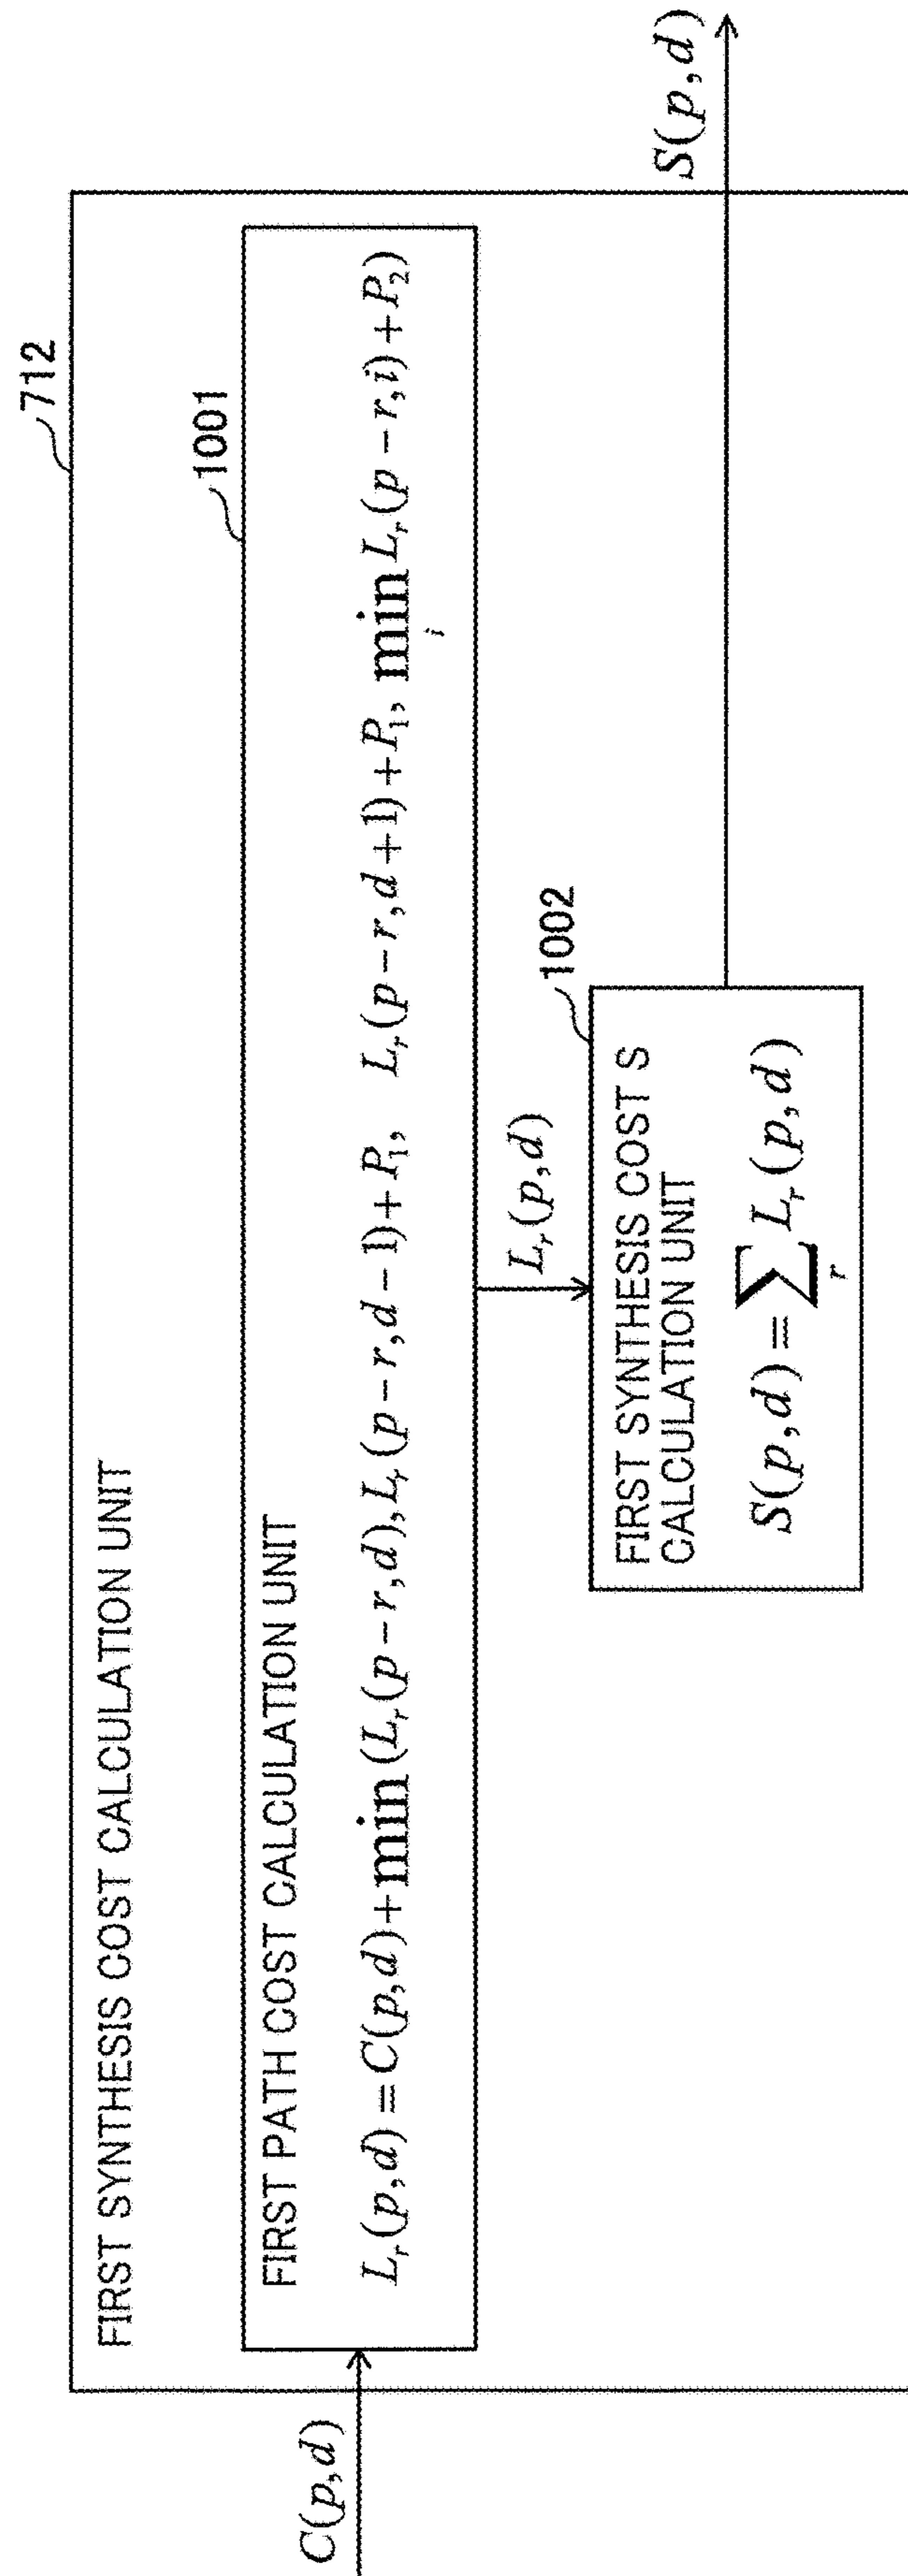 712
FIRST SYNTHESIS COST CALCULATION UNIT
1001
FIRST PATH COST CALCULATION UNIT
C(p,d)
L_r(p,d) = C(p,d) + min(L_r(p−r,d), L_r(p−r,d−1)+P_1, L_r(p−r,d+1)+P_1, min_i L_r(p−r,i)+P_2)
L_r(p,d)
1002
FIRST SYNTHESIS COST S
CALCULATION UNIT
S(p,d) = ∑_r L_r(p,d)
S(p,d)